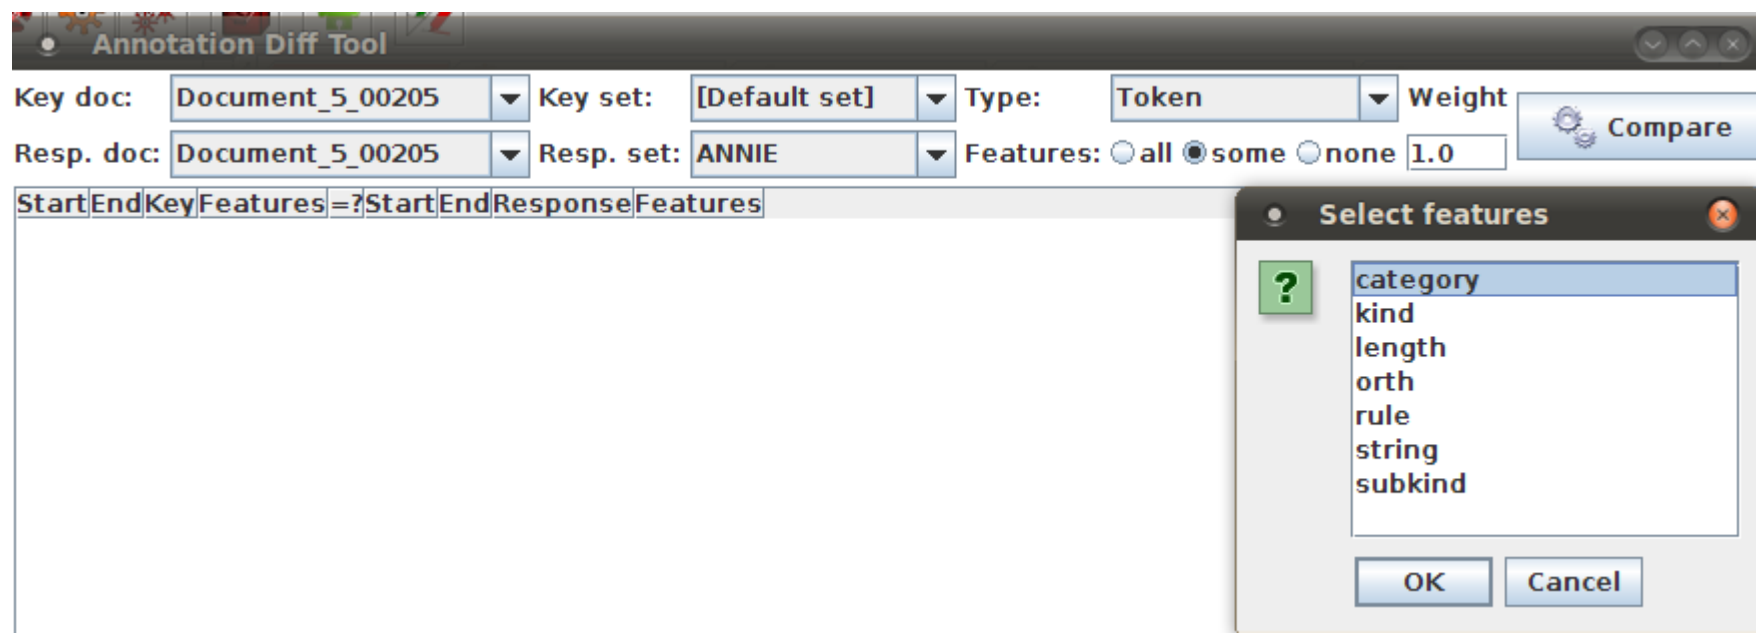 Annotation Diff Tool
Key doc: Document_5_00205 Key set: [Default set] Type: Token Weight
Compare
Resp. doc: Document_5_00205 Resp. set: ANNIE Features: all some none 1.0
Start End Key Features =? Start End Response Features
Select features
?
category
kind
length
orth
rule
string
subkind
OK Cancel